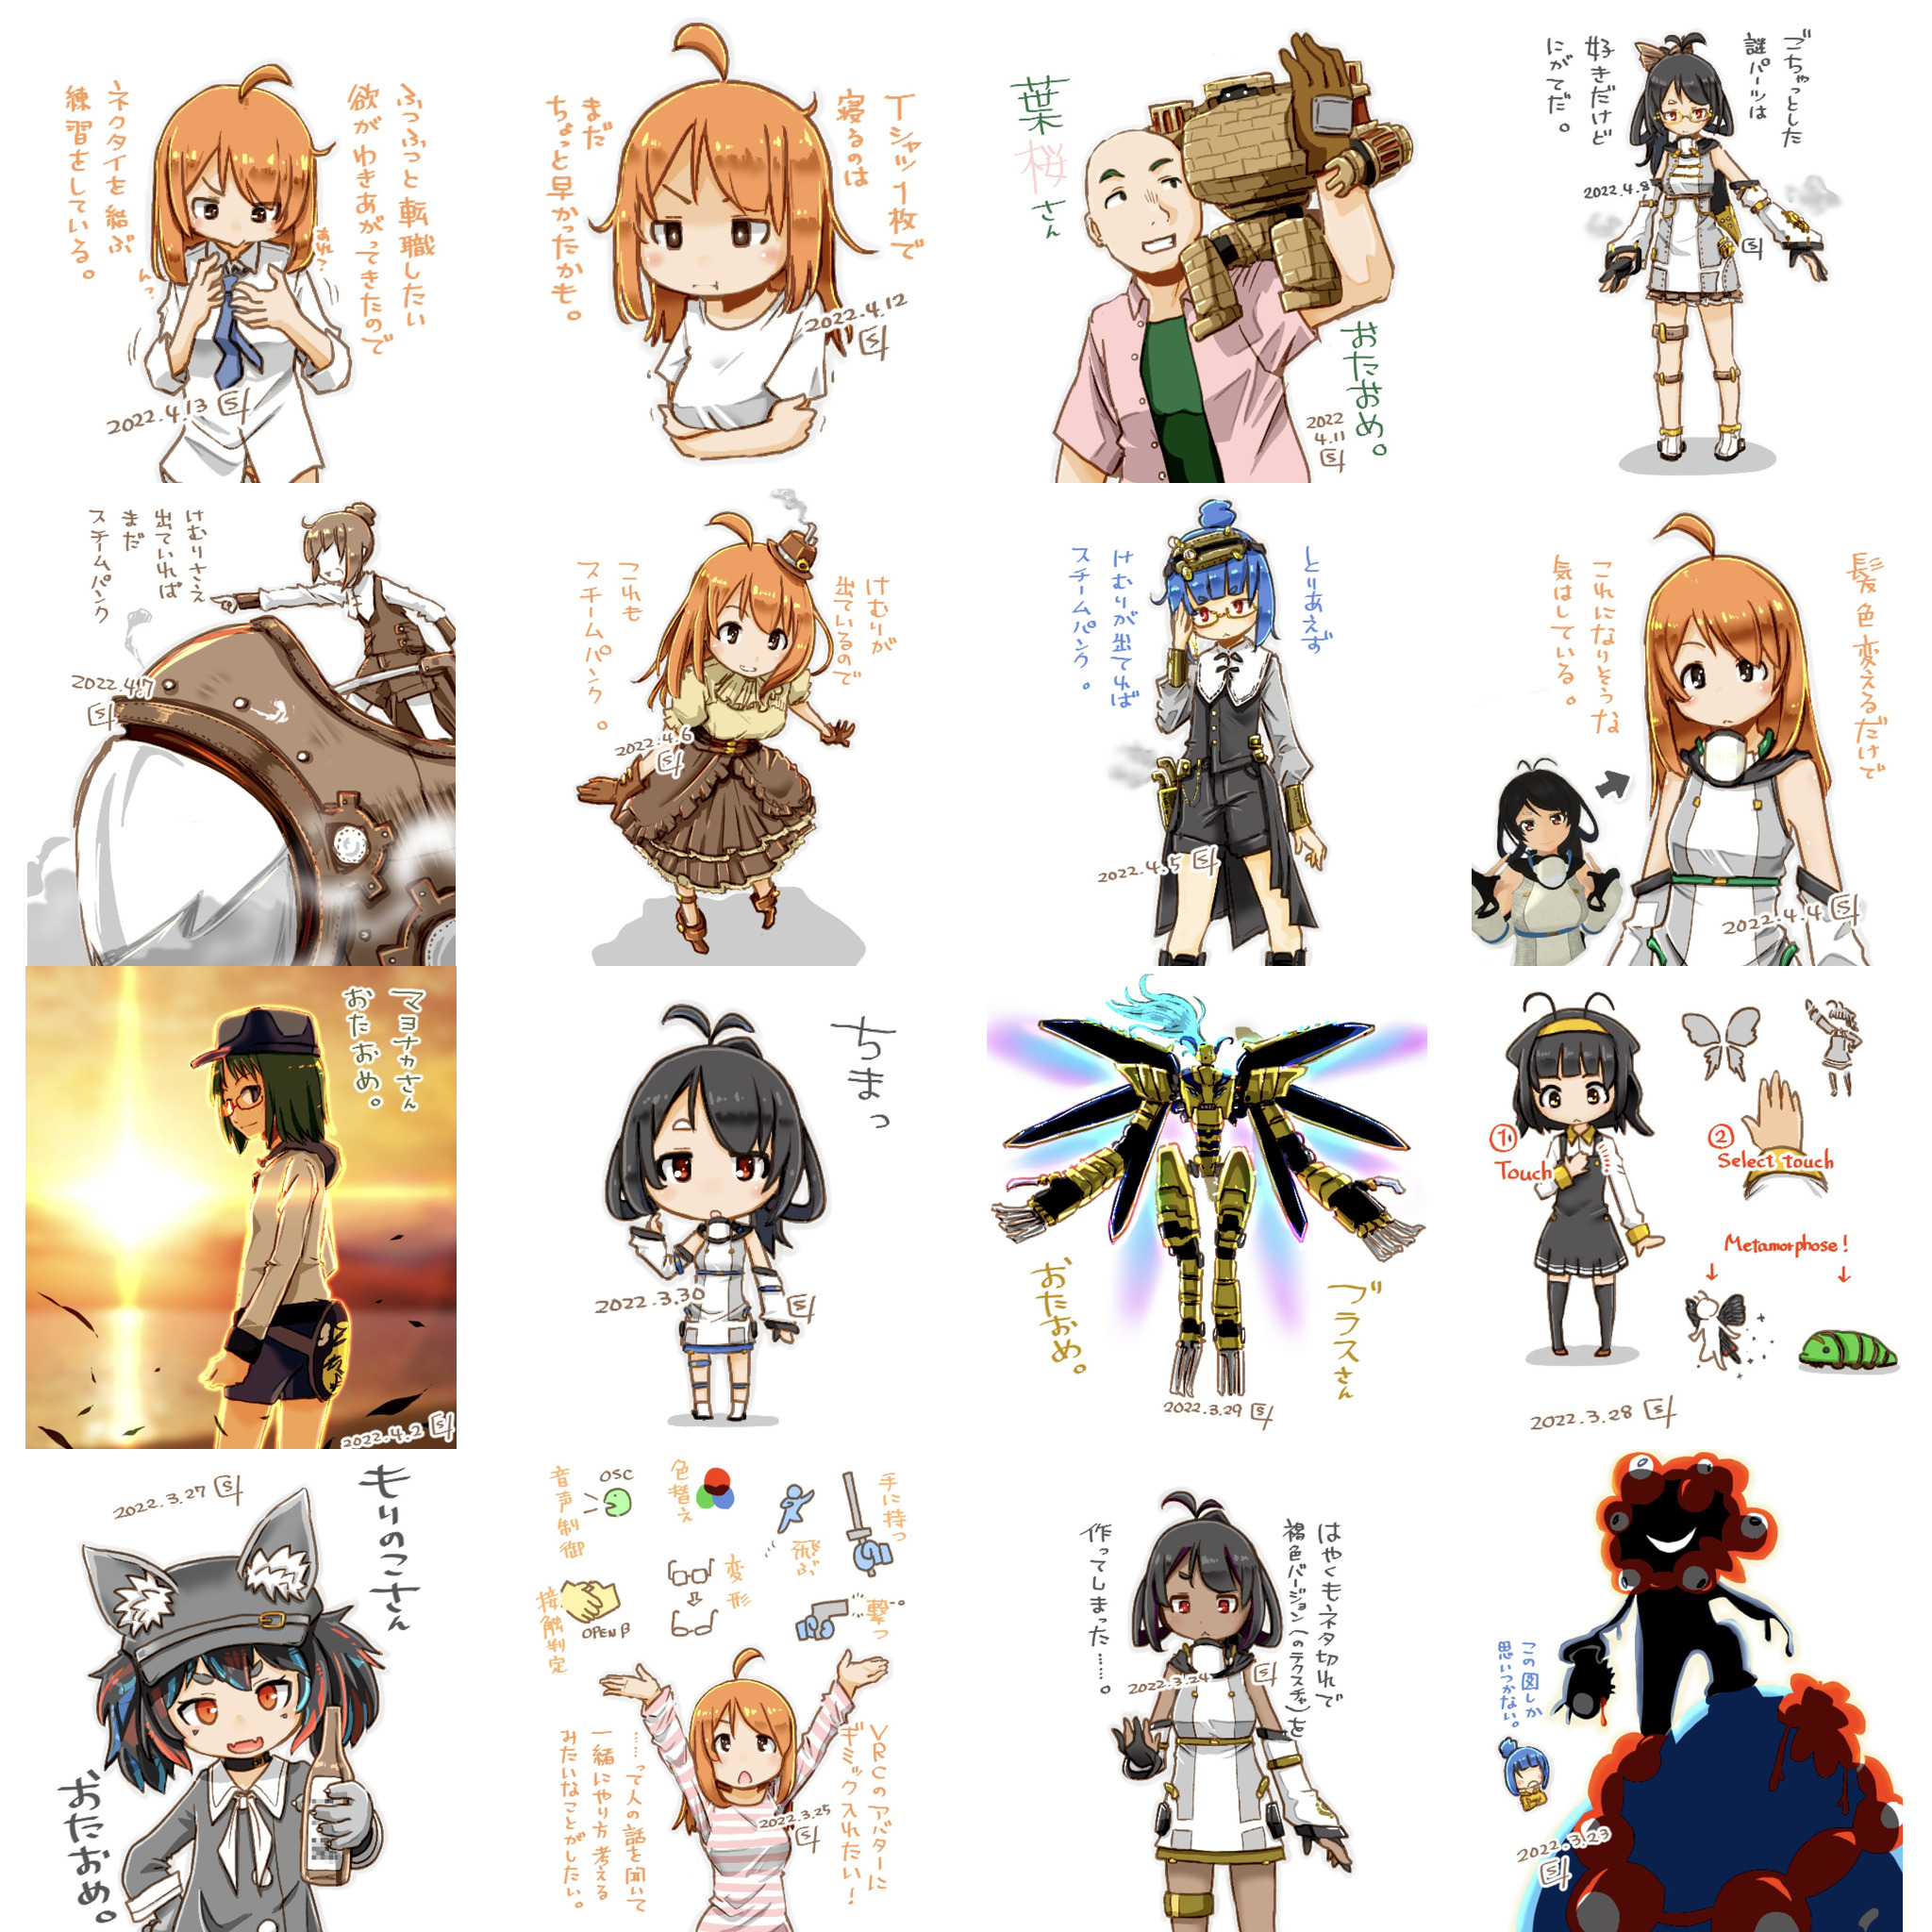 ふつふつと転職したい
欲がわきあがってきたので
ネクタイを結ぶ
練習をしている。
あれ?
ん?
2022.4.13
Tシャツ1枚で
寝るのは
まだ
ちょっと早かったかも。
2022.4.12
葉桜さん
おたおめ。
2022
4.11
ごちゃっとした
謎パーツは
好きだけど
にがてだ。
2022.4.8
けむりさえ
出ていれば
まだ
スチームパンク
2022.4.7
けむりが
出ているので
これも
スチームパンク。
2022.4.6
とりあえず
けむりが出てれば
スチームパンク。
2022.4.5
髪色変えるだけで
これになりそうな
気はしている。
2022.4.4
マヨナカさん
おたおめ。
2022.4.2
ちまっ
2022.3.30
ブラスさん
おたおめ。
2022.3.29
①
Touch
②
Select touch
Metamorphose!
2022.3.28
もりのこさん
おたおめ。
2022.3.27
手に持つ
飛ぶ
色替え
OSC
音声制御
撃つ
変形
接触判定
OPENβ
VRCのアバターに
ギミック入れたい!
……って人の話を聞いて
一緒にやり方考える
みたいなことがしたい。
2022.3.25
はやくもネタ切れで
褐色バージョン(のテクスチャ)を
作ってしまった……。
2022.3.24
この図しか
思いつかない。
2022.3.23